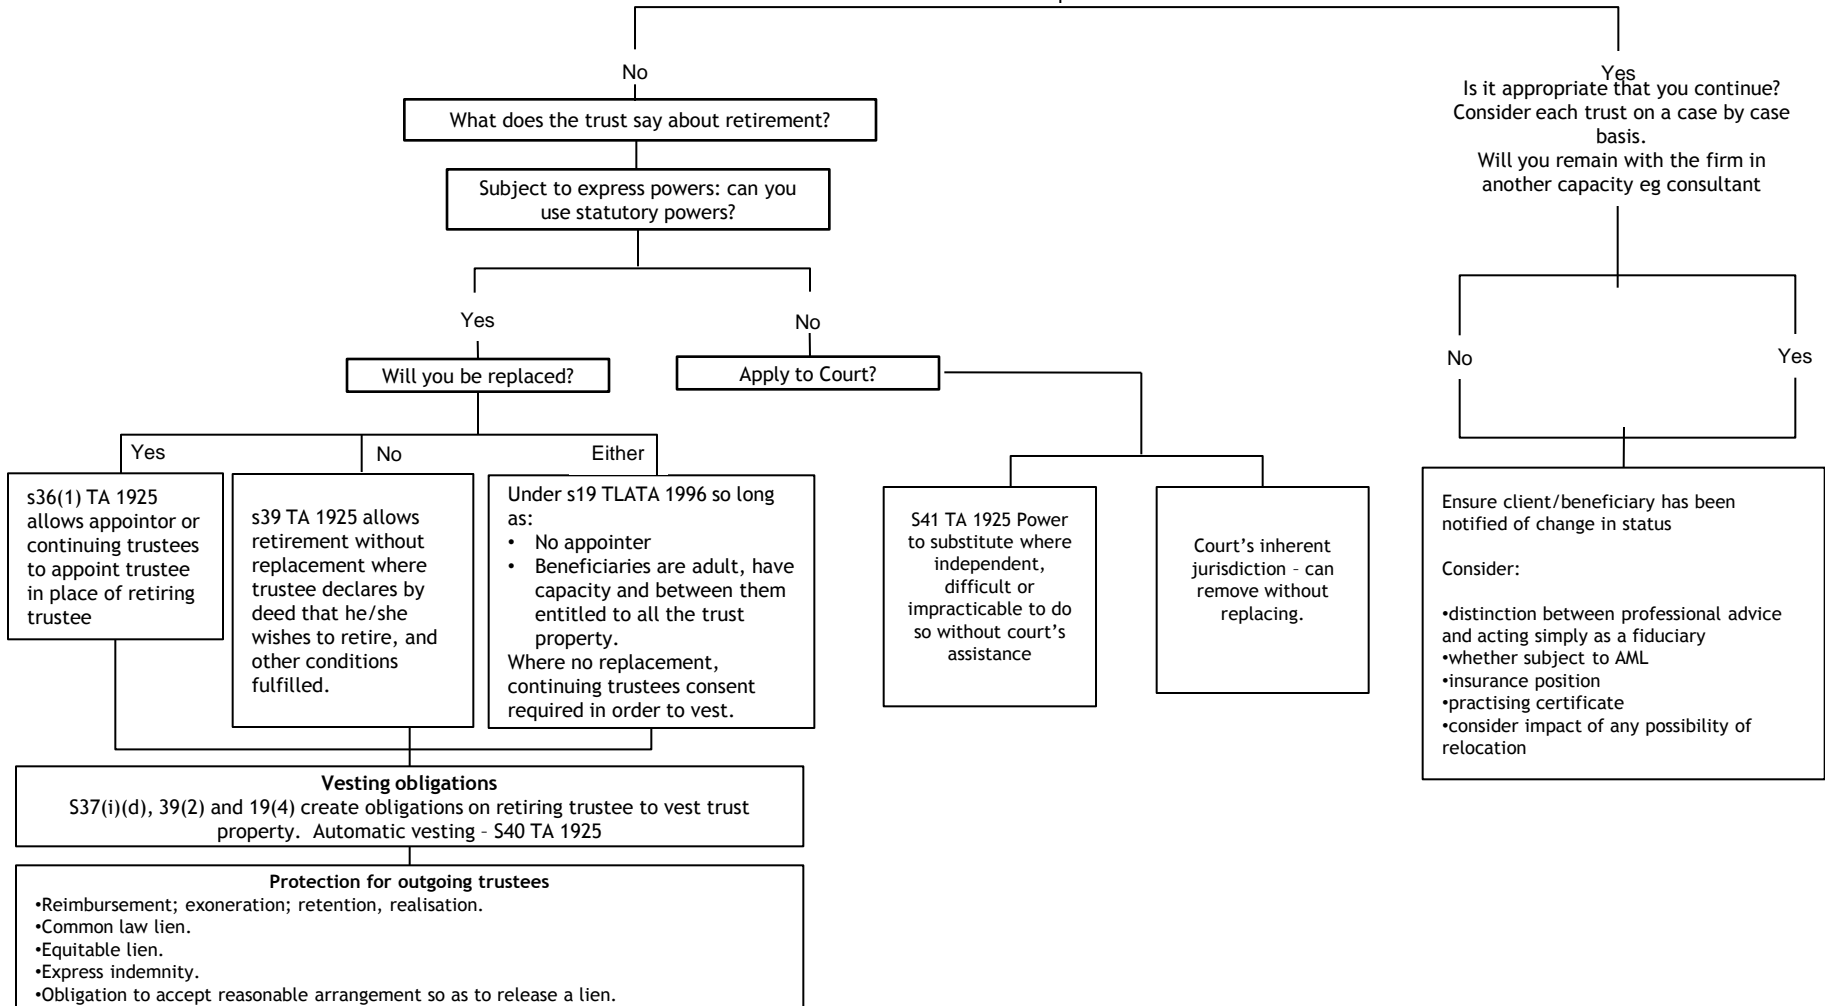 No
Yes
What does the trust say about retirement?
Is it appropriate that you continue?
Consider each trust on a case by case
basis.
Will you remain with the firm in
another capacity eg consultant
Subject to express powers: can you
use statutory powers?
Yes
No
No
Yes
Will you be replaced?
Apply to Court?
Yes
No
Either
s36(1) TA 1925
allows appointor or
continuing trustees
to appoint trustee
in place of retiring
trustee
s39 TA 1925 allows
retirement without
replacement where
trustee declares by
deed that he/she
wishes to retire, and
other conditions
fulfilled.
Under s19 TLATA 1996 so long
as:
• No appointer
• Beneficiaries are adult, have
capacity and between them
entitled to all the trust
property.
Where no replacement,
continuing trustees consent
required in order to vest.
S41 TA 1925 Power
to substitute where
independent,
difficult or
impracticable to do
so without court’s
assistance
Court’s inherent
jurisdiction – can
remove without
replacing.
Ensure client/beneficiary has been
notified of change in status
Consider:
•distinction between professional advice
and acting simply as a fiduciary
•whether subject to AML
•insurance position
•practising certificate
•consider impact of any possibility of
relocation
Vesting obligations
S37(i)(d), 39(2) and 19(4) create obligations on retiring trustee to vest trust
property. Automatic vesting – S40 TA 1925
Protection for outgoing trustees
•Reimbursement; exoneration; retention, realisation.
•Common law lien.
•Equitable lien.
•Express indemnity.
•Obligation to accept reasonable arrangement so as to release a lien.